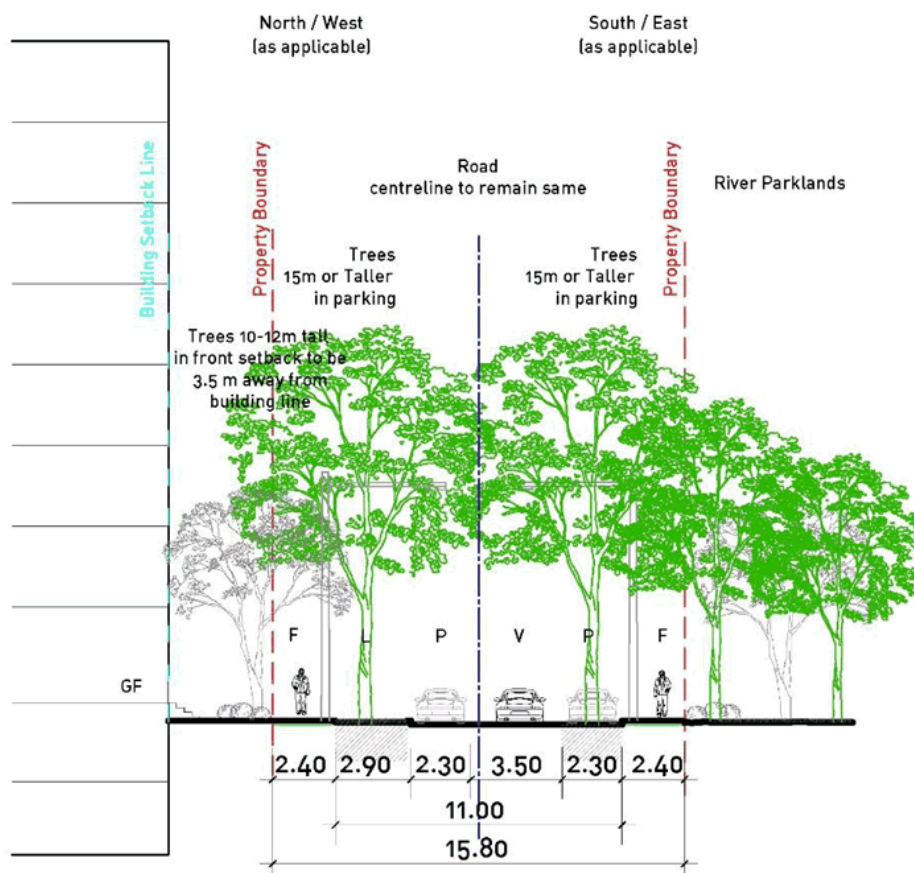 North / West
(as applicable)
South / East
(as applicable)
Building Setback Line
Property Boundary
Road
centreline to remain same
Property Boundary
River Parklands
Trees
15m or Taller
in parking
Trees
15m or Taller
in parking
Trees 10-12m tall
in front setback to be
3.5 m away from
building line
F L P V P F
GF
2.40 2.90 2.30 3.50 2.30 2.40
11.00
15.80